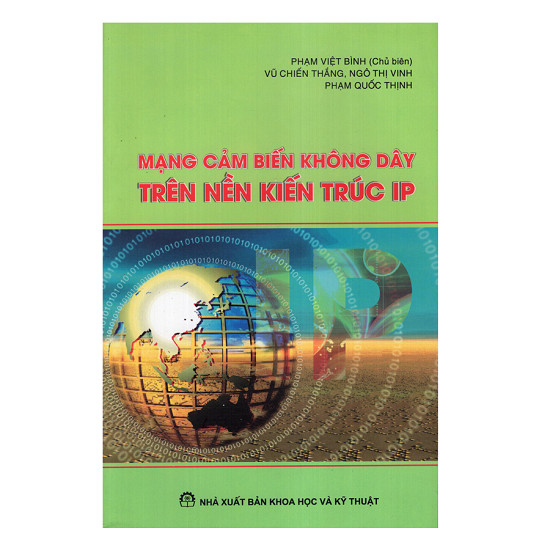 PHẠM VIỆT BÌNH (Chủ biên)
VŨ CHIẾN THẮNG, NGÔ THỊ VINH
PHẠM QUỐC THỊNH
MẠNG CẢM BIẾN KHÔNG DÂY
TRÊN NỀN KIẾN TRÚC IP
IP
NHÀ XUẤT BẢN KHOA HỌC VÀ KỸ THUẬT